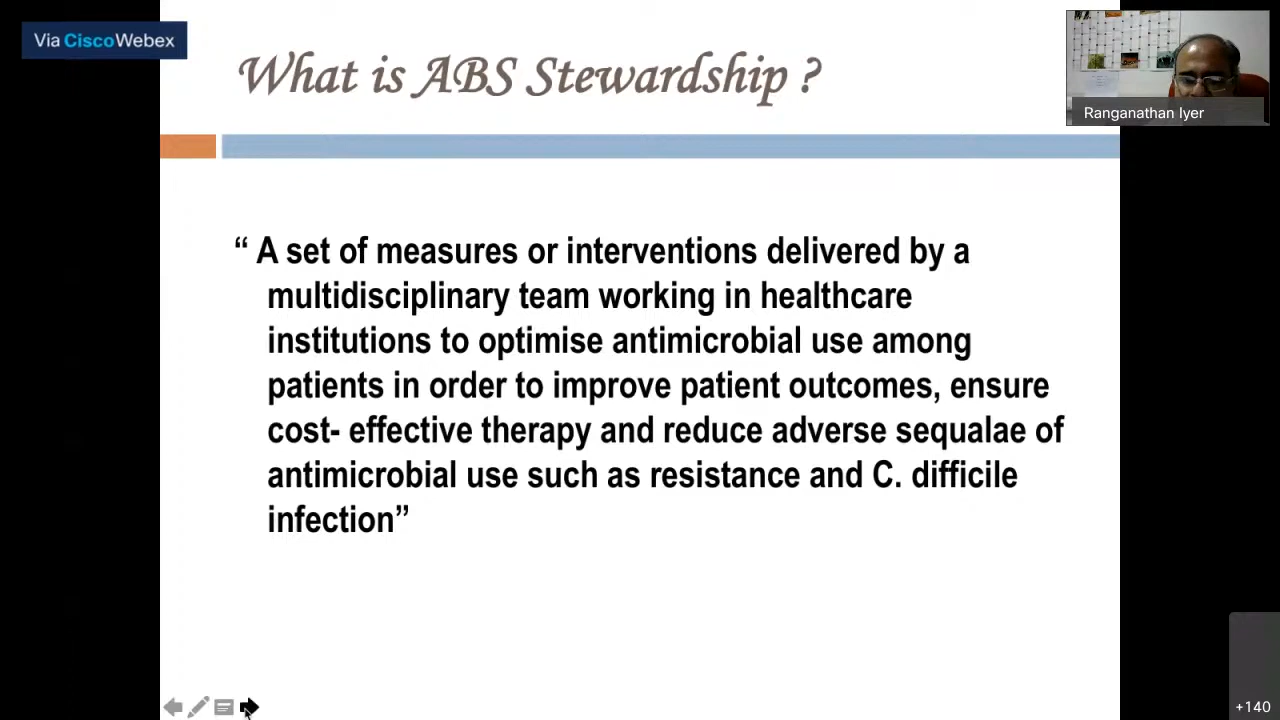 Via Cisco Webex
What is ABS Stewardship ?
Ranganathan Iyer
“ A set of measures or interventions delivered by a
multidisciplinary team working in healthcare
institutions to optimise antimicrobial use among
patients in order to improve patient outcomes, ensure
cost- effective therapy and reduce adverse sequalae of
antimicrobial use such as resistance and C. difficile
infection”
+140